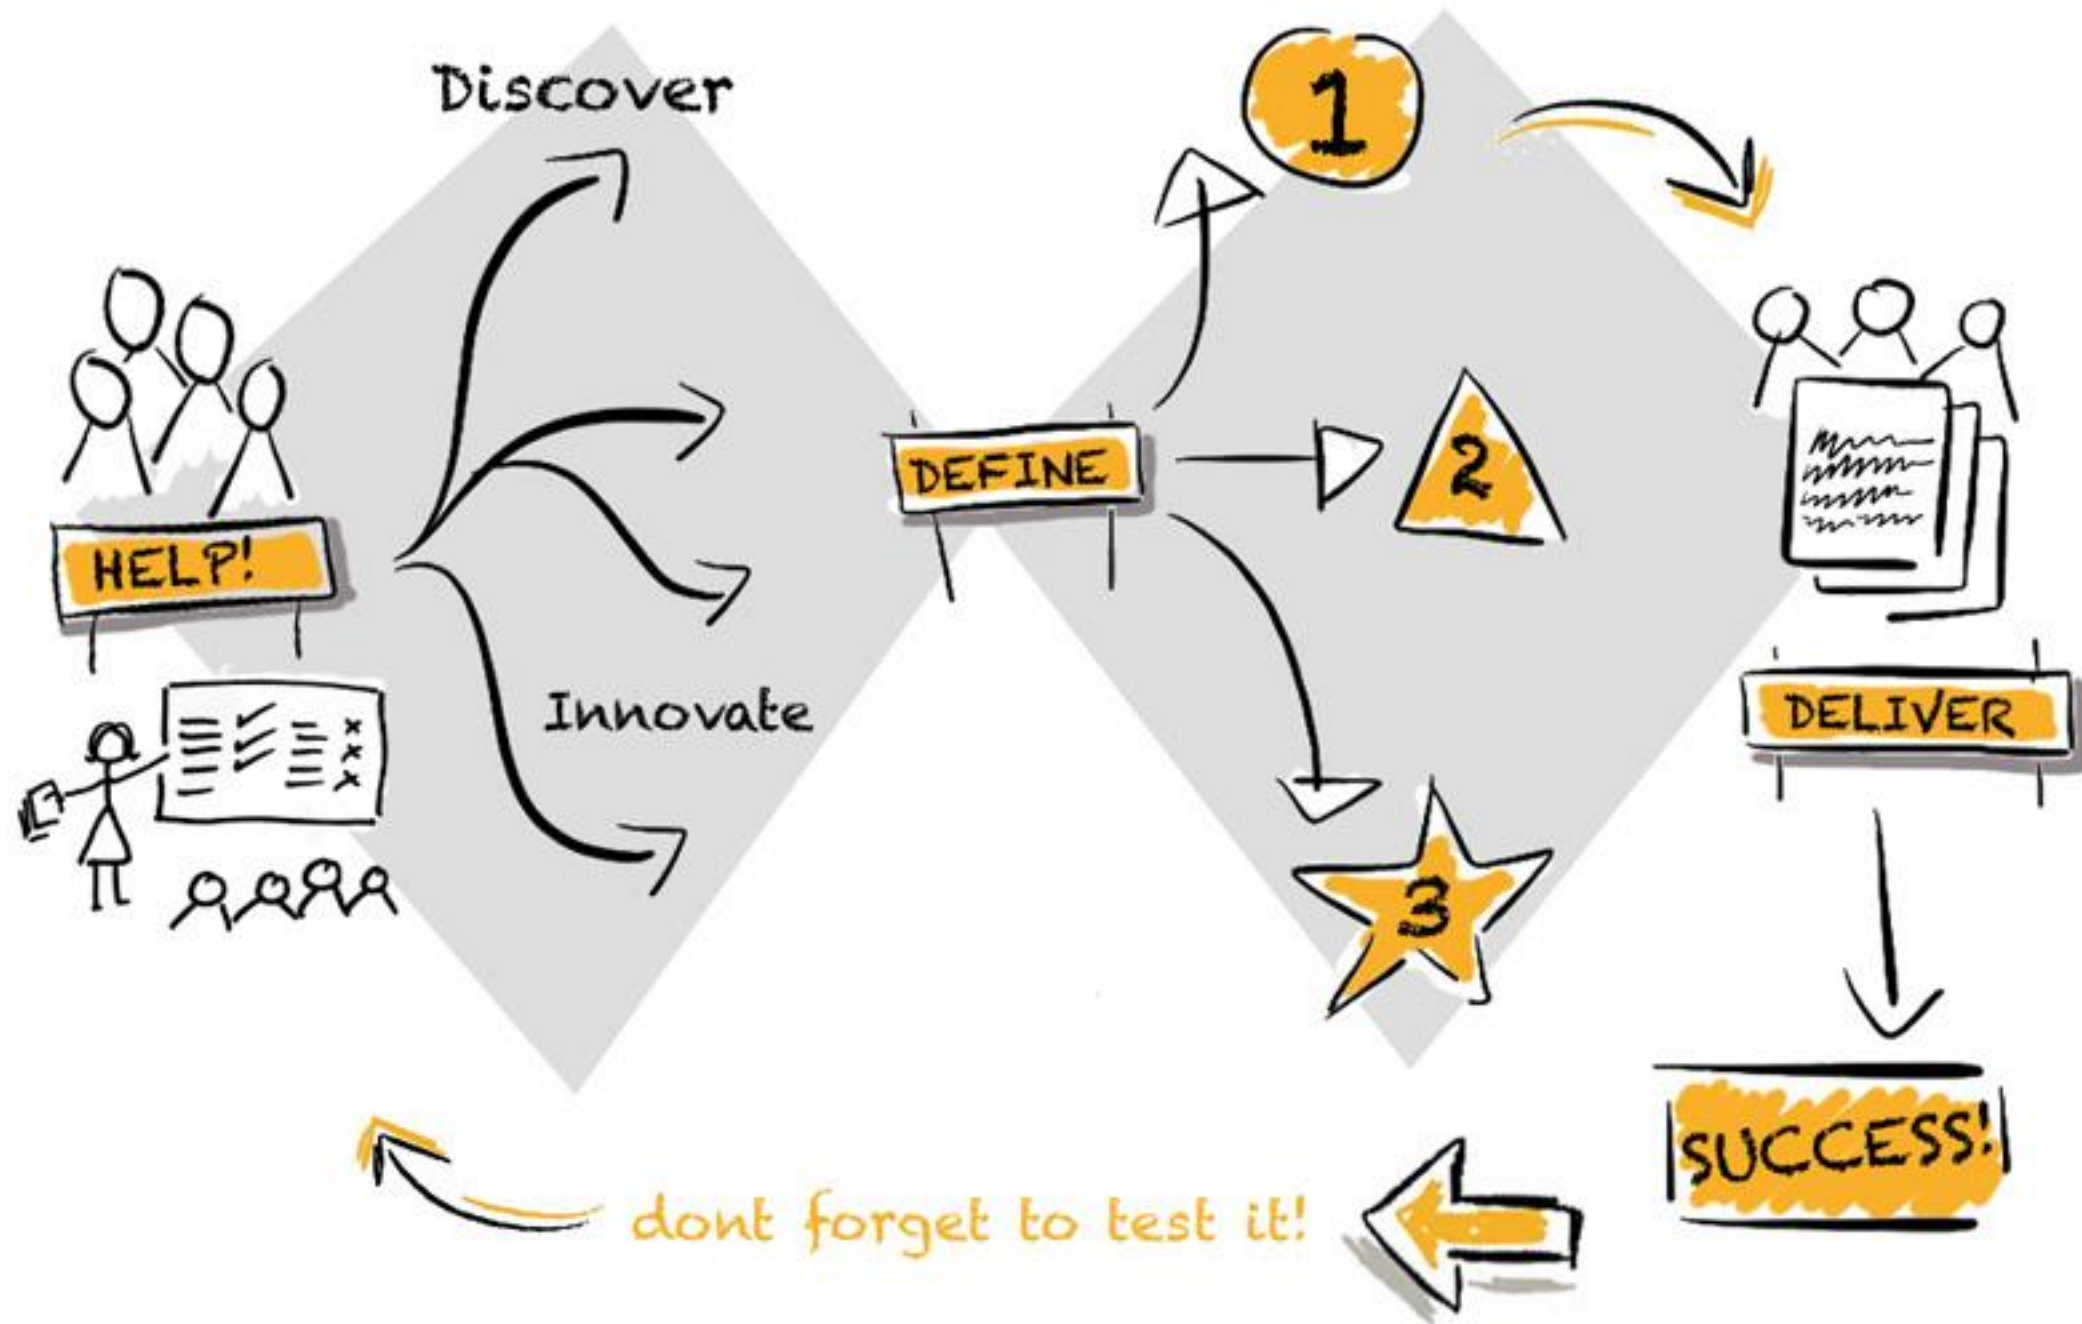 Discover
HELP!
Innovate
DEFINE
1
2
3
DELIVER
SUCCESS!
dont forget to test it!